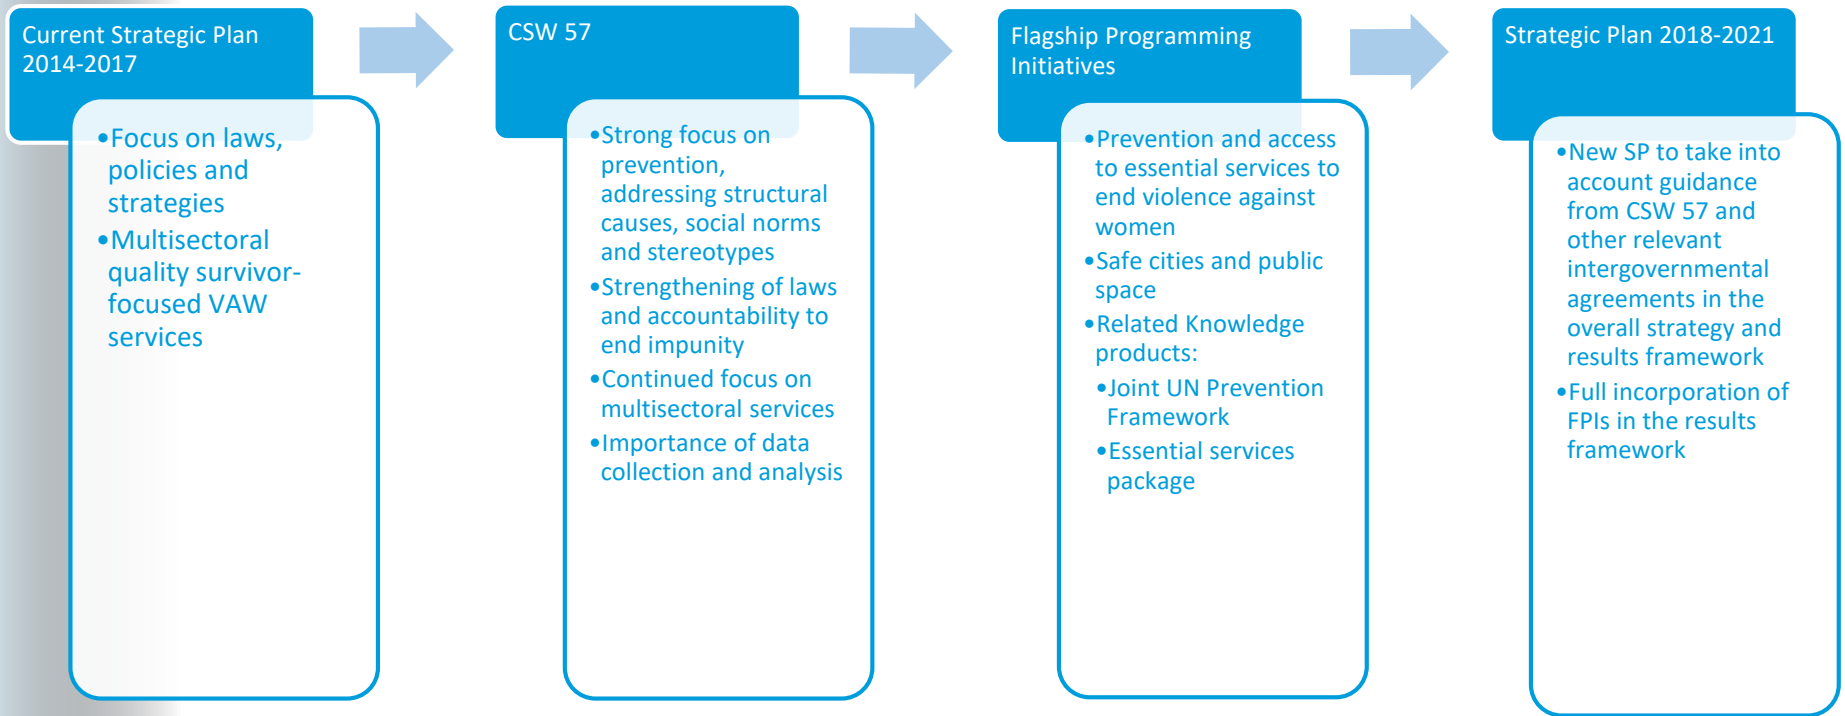 Current Strategic Plan
2014-2017
•Focus on laws,
policies and
strategies
•Multisectoral
quality survivor-
focused VAW
services
CSW 57
•Strong focus on
prevention,
addressing structural
causes, social norms
and stereotypes
•Strengthening of laws
and accountability to
end impunity
•Continued focus on
multisectoral services
•Importance of data
collection and analysis
Flagship Programming
Initiatives
•Prevention and access
to essential services to
end violence against
women
•Safe cities and public
space
•Related Knowledge
products:
•Joint UN Prevention
Framework
•Essential services
package
Strategic Plan 2018-2021
•New SP to take into
account guidance
from CSW 57 and
other relevant
intergovernmental
agreements in the
overall strategy and
results framework
•Full incorporation of
FPIs in the results
framework